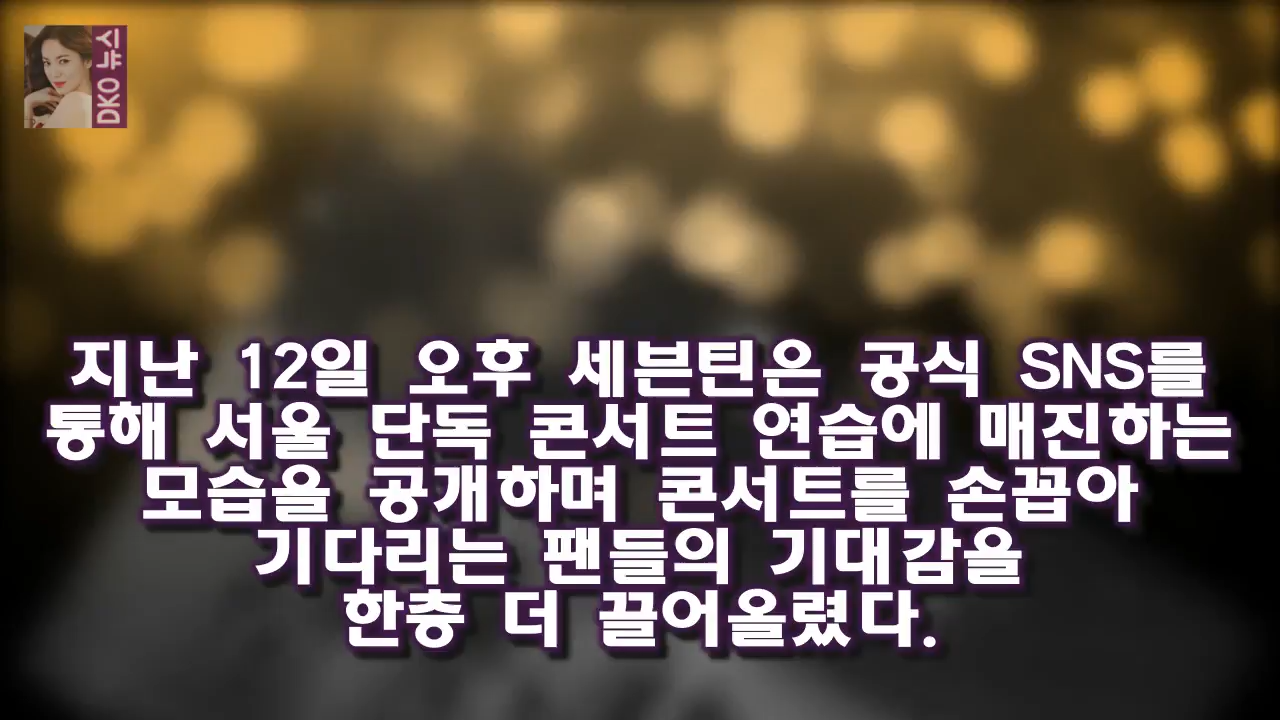 DKO 뉴스
지난 12일 오후 세븐틴은 공식 SNS를
통해 서울 단독 콘서트 연습에 매진하는
모습을 공개하며 콘서트를 손꼽아
기다리는 팬들의 기대감을
한층 더 끌어올렸다.